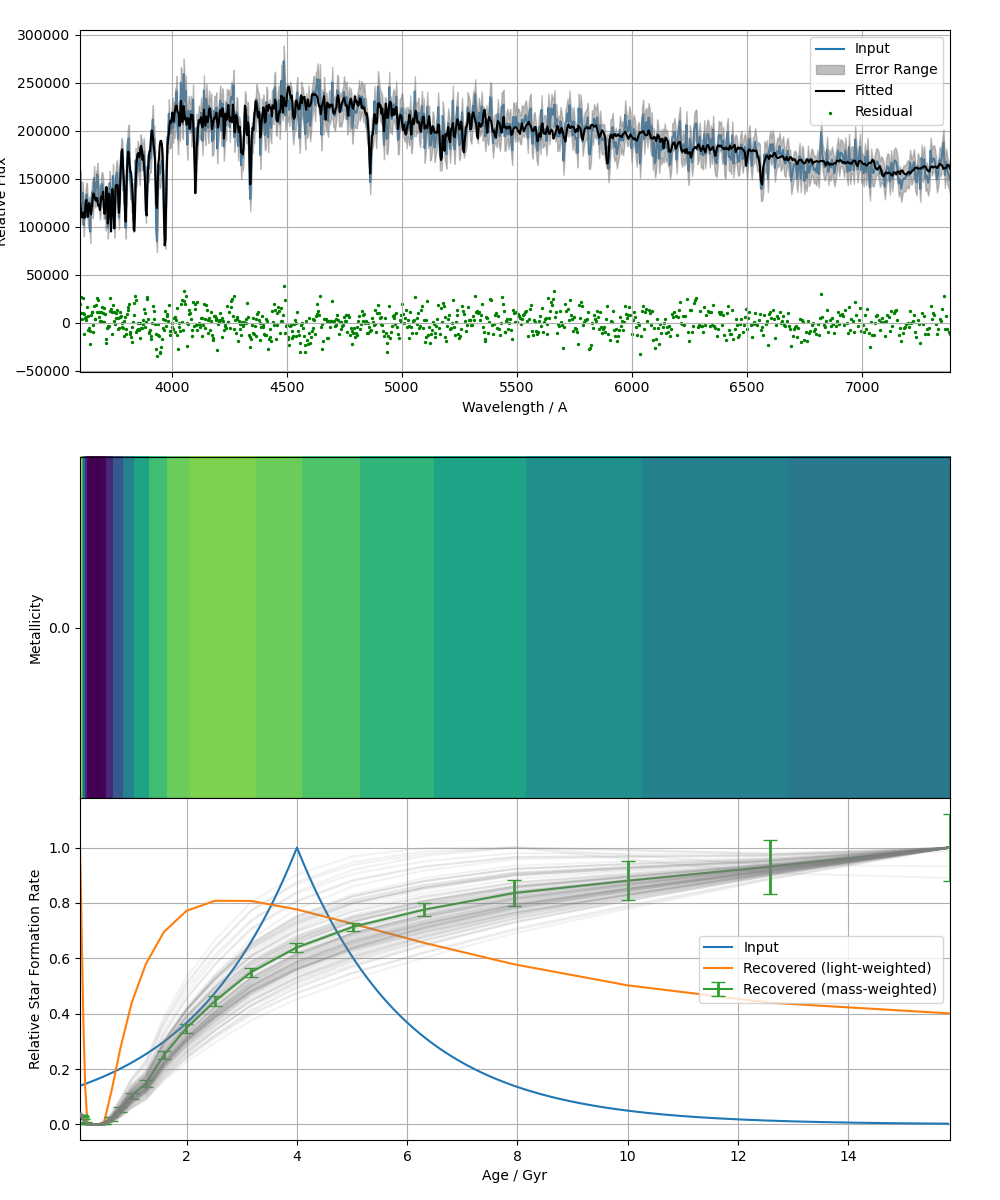 300000
250000
200000
150000
100000
50000
0
−50000
Relative Flux
Input
Error Range
Fitted
Residual
4000 4500 5000 5500 6000 6500 7000
Wavelength / A
Metallicity
0.0
1.0
0.8
0.6
0.4
0.2
0.0
Relative Star Formation Rate
Input
Recovered (light-weighted)
Recovered (mass-weighted)
2 4 6 8 10 12 14
Age / Gyr